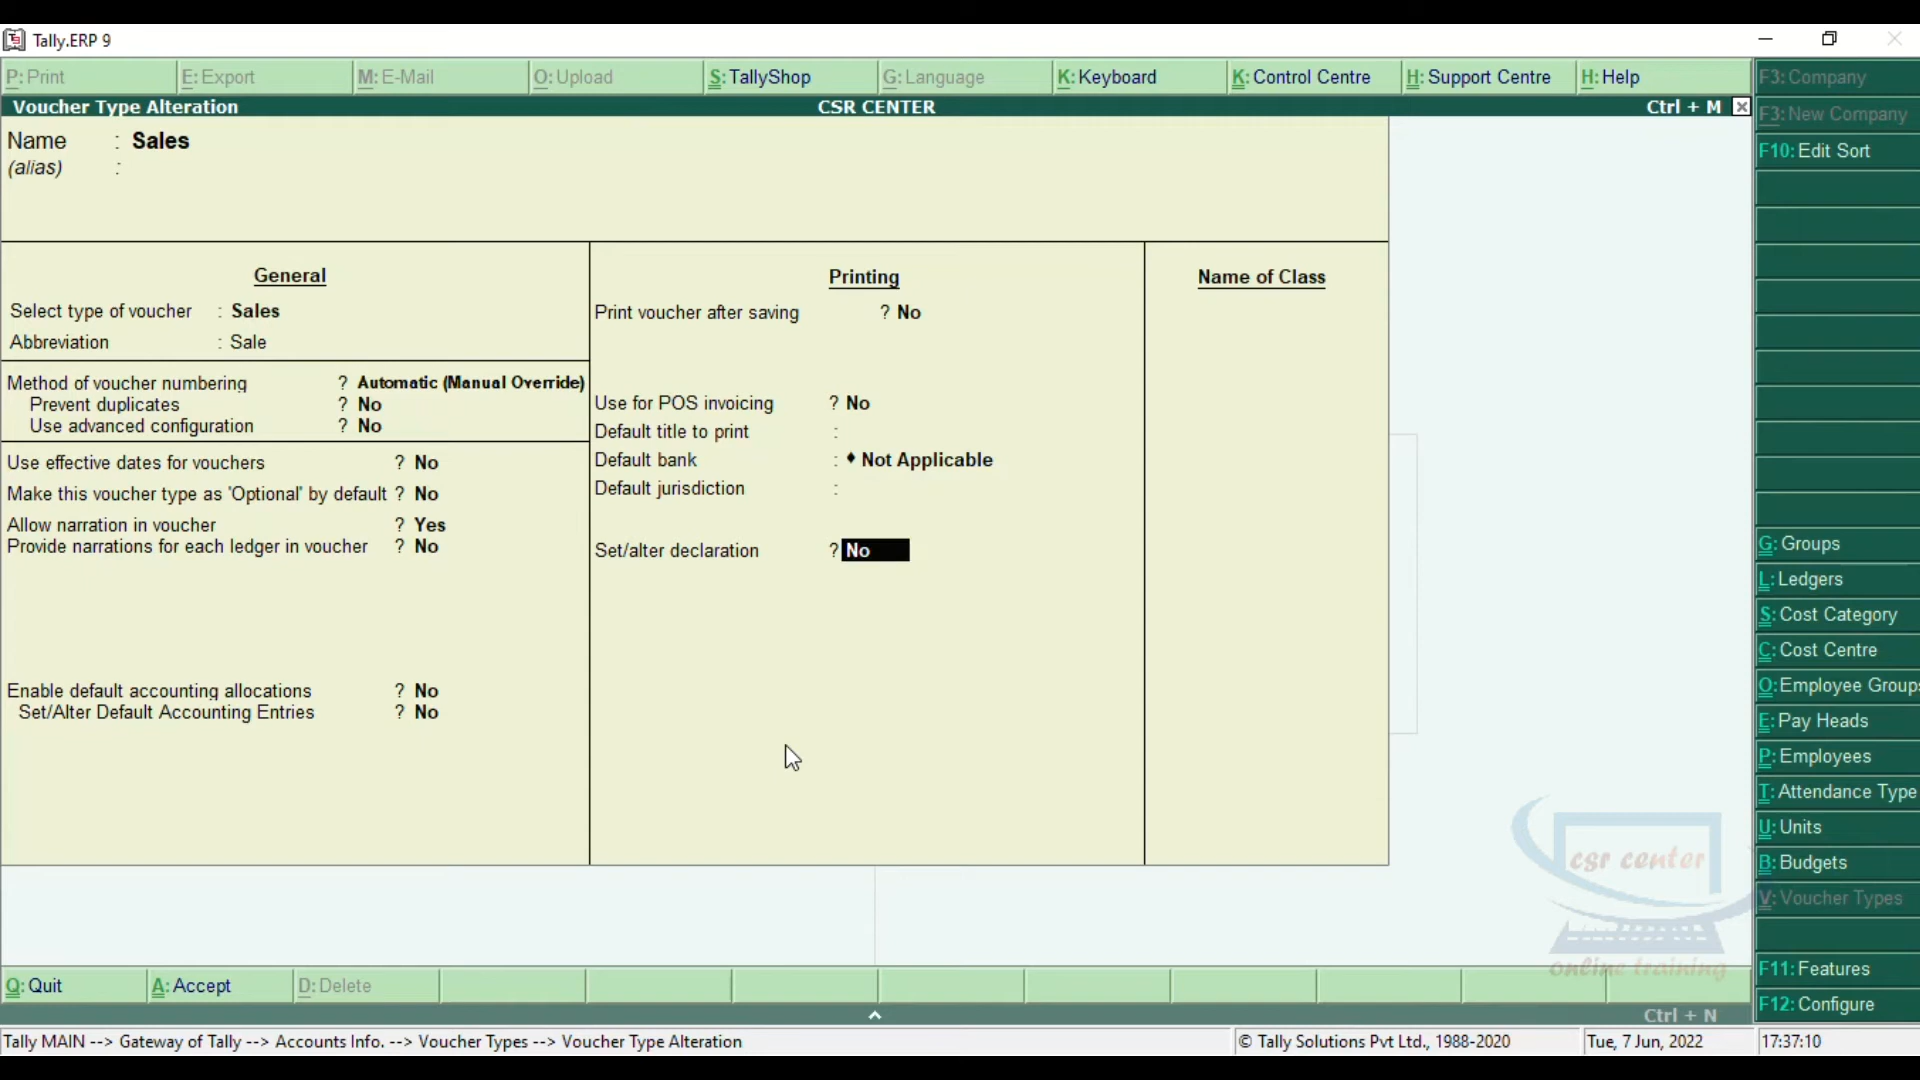 Tally.ERP 9
P: Print E: Export M: E-Mail O: Upload S: TallyShop G: Language K: Keyboard K: Control Centre H: Support Centre H: Help
Voucher Type Alteration CSR CENTER Ctrl + M
Name : Sales
(alias) :
General
Select type of voucher : Sales
Abbreviation : Sale
Method of voucher numbering ? Automatic (Manual Override)
Prevent duplicates ? No
Use advanced configuration ? No
Use effective dates for vouchers ? No
Make this voucher type as 'Optional' by default ? No
Allow narration in voucher ? Yes
Provide narrations for each ledger in voucher ? No
Enable default accounting allocations ? No
Set/Alter Default Accounting Entries ? No
Printing
Print voucher after saving ? No
Use for POS invoicing ? No
Default title to print :
Default bank : ♦ Not Applicable
Default jurisdiction :
Set/alter declaration ? No
Name of Class
F3: Company
F3: New Company
F10: Edit Sort
G: Groups
L: Ledgers
S: Cost Category
C: Cost Centre
O: Employee Groups
E: Pay Heads
P: Employees
T: Attendance Type
U: Units
B: Budgets
V: Voucher Types
F11: Features
F12: Configure
csr center
online training
Q: Quit A: Accept D: Delete
Ctrl + N
Tally MAIN --> Gateway of Tally --> Accounts Info. --> Voucher Types --> Voucher Type Alteration © Tally Solutions Pvt Ltd., 1988-2020 Tue, 7 Jun, 2022 17:37:10